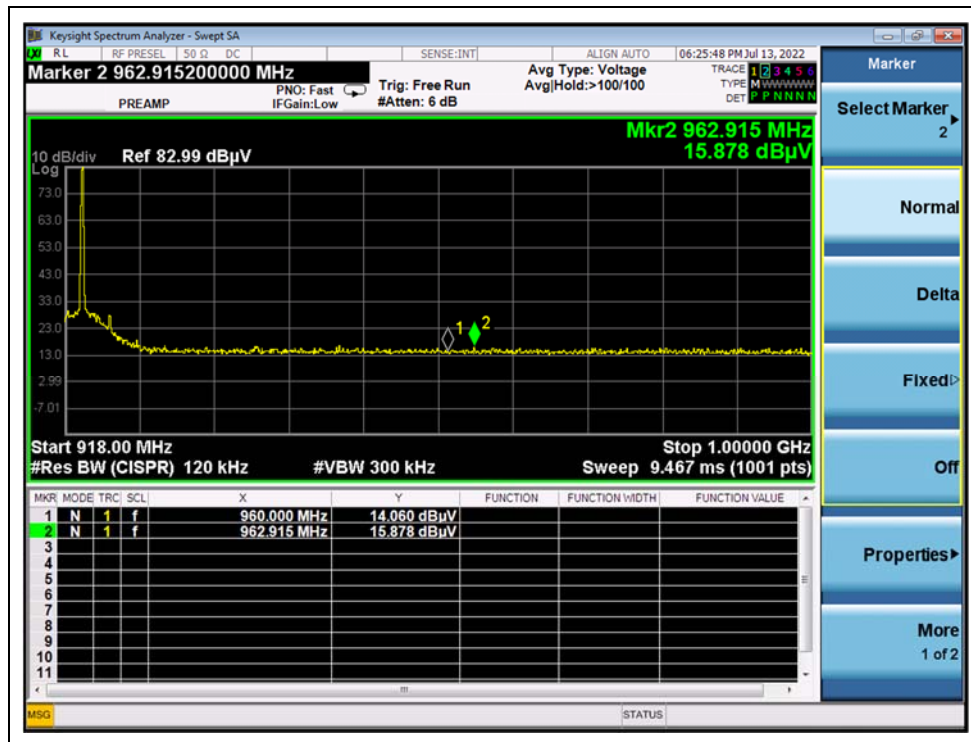 Keysight Spectrum Analyzer - Swept SA
RL RF PRESEL 50 Ω DC SENSE:INT ALIGN AUTO 06:25:48 PM Jul 13, 2022
Marker 2 962.915200000 MHz
PREAMP
PNO: Fast
IFGain:Low
Trig: Free Run
#Atten: 6 dB
Avg Type: Voltage
Avg|Hold:>100/100
TRACE 1 2 3 4 5 6
TYPE M WWWWW
DET P P N N N N
Mkr2 962.915 MHz
15.878 dBµV
10 dB/div Ref 82.99 dBµV
Log
73.0
63.0
53.0
43.0
33.0
23.0
13.0
2.99
-7.01
1 2
Start 918.00 MHz Stop 1.00000 GHz
#Res BW (CISPR) 120 kHz #VBW 300 kHz Sweep 9.467 ms (1001 pts)
MKR MODE TRC SCL X Y FUNCTION FUNCTION WIDTH FUNCTION VALUE
1 N 1 f 960.000 MHz 14.060 dBµV
2 N 1 f 962.915 MHz 15.878 dBµV
3
4
5
6
7
8
9
10
11
MSG STATUS
Marker
Select Marker
2
Normal
Delta
Fixed
Off
Properties
More
1 of 2